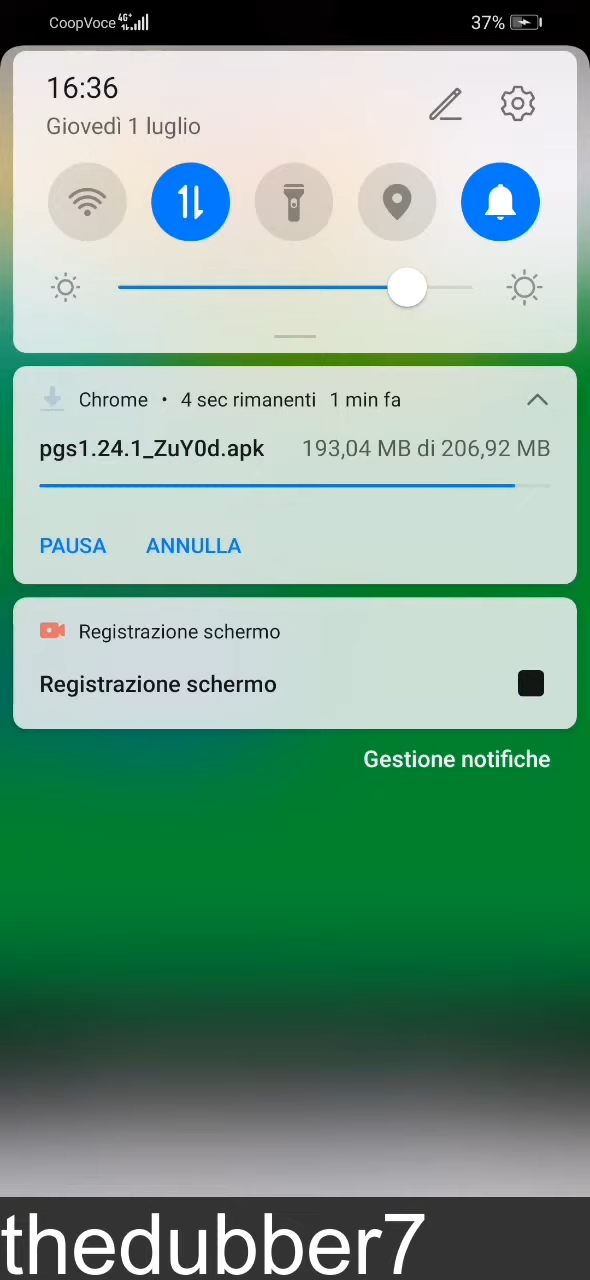 CoopVoce 4G+ 37%
16:36
Giovedì 1 luglio
Chrome • 4 sec rimanenti 1 min fa
pgs1.24.1_ZuY0d.apk 193,04 MB di 206,92 MB
PAUSA ANNULLA
Registrazione schermo
Registrazione schermo
Gestione notifiche
thedubber7